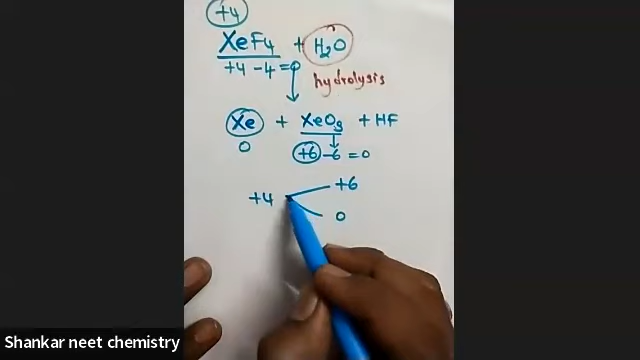 +4
XeF4 + H2O
+4 -4 = 0
hydrolysis
Xe + XeO3 + HF
0 +6 -6 = 0
+4 +6
0
Shankar neet chemistry